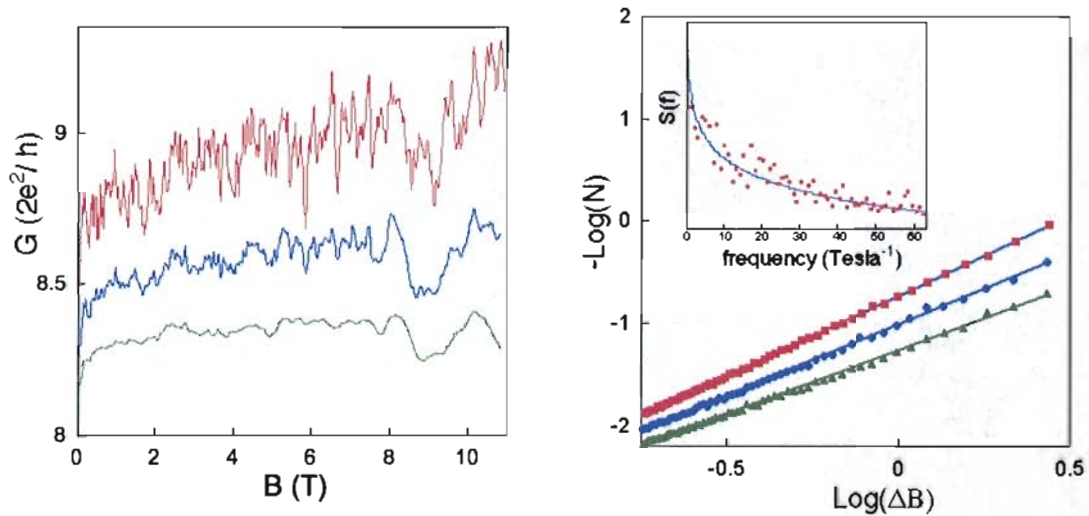 G (2e²/h)
9
8.5
8
0 2 4 6 8 10
B (T)
2
1
0
-1
-2
-Log(N)
S(f)
0 10 20 30 40 50 60
frequency (Tesla⁻¹)
-0.5 0 0.5
Log(ΔB)